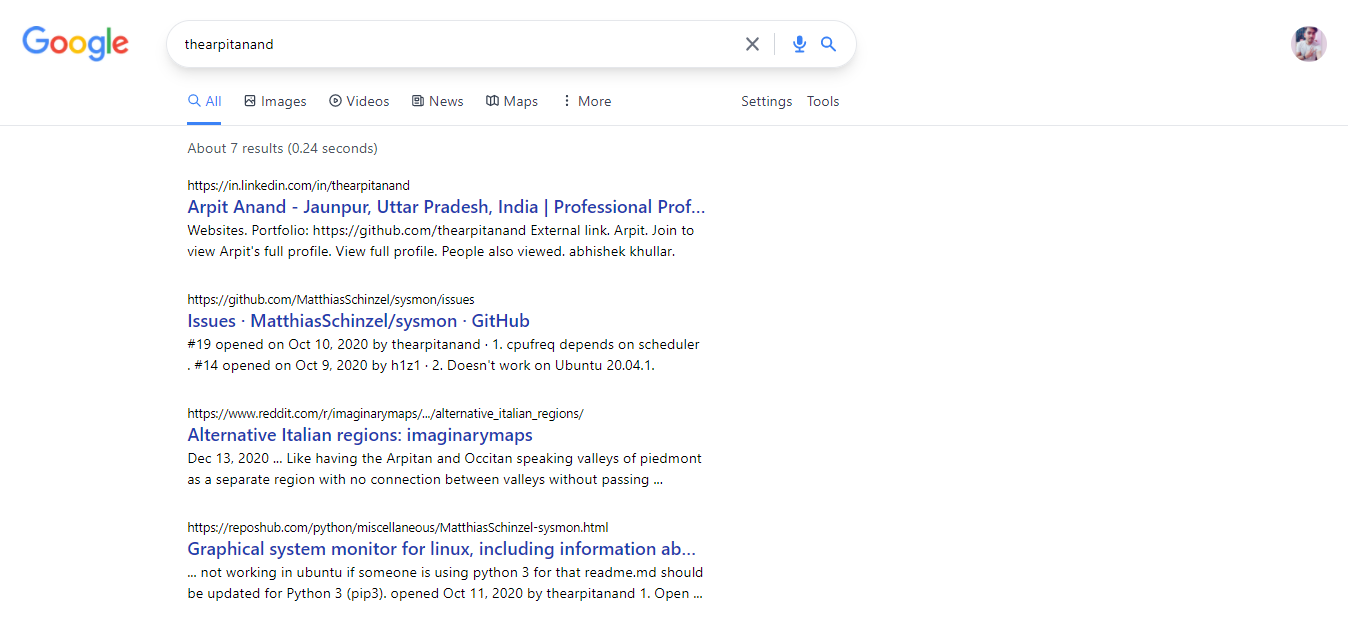 Google
thearpitanand
All Images Videos News Maps More Settings Tools
About 7 results (0.24 seconds)
https://in.linkedin.com/in/thearpitanand
Arpit Anand - Jaunpur, Uttar Pradesh, India | Professional Prof...
Websites. Portfolio: https://github.com/thearpitanand External link. Arpit. Join to
view Arpit's full profile. View full profile. People also viewed. abhishek khullar.
https://github.com/MatthiasSchinzel/sysmon/issues
Issues · MatthiasSchinzel/sysmon · GitHub
#19 opened on Oct 10, 2020 by thearpitanand · 1. cpufreq depends on scheduler
. #14 opened on Oct 9, 2020 by h1z1 · 2. Doesn't work on Ubuntu 20.04.1.
https://www.reddit.com/r/imaginarymaps/.../alternative_italian_regions/
Alternative Italian regions: imaginarymaps
Dec 13, 2020 ... Like having the Arpitan and Occitan speaking valleys of piedmont
as a separate region with no connection between valleys without passing ...
https://reposhub.com/python/miscellaneous/MatthiasSchinzel-sysmon.html
Graphical system monitor for linux, including information ab...
... not working in ubuntu if someone is using python 3 for that readme.md should
be updated for Python 3 (pip3). opened Oct 11, 2020 by thearpitanand 1. Open ...